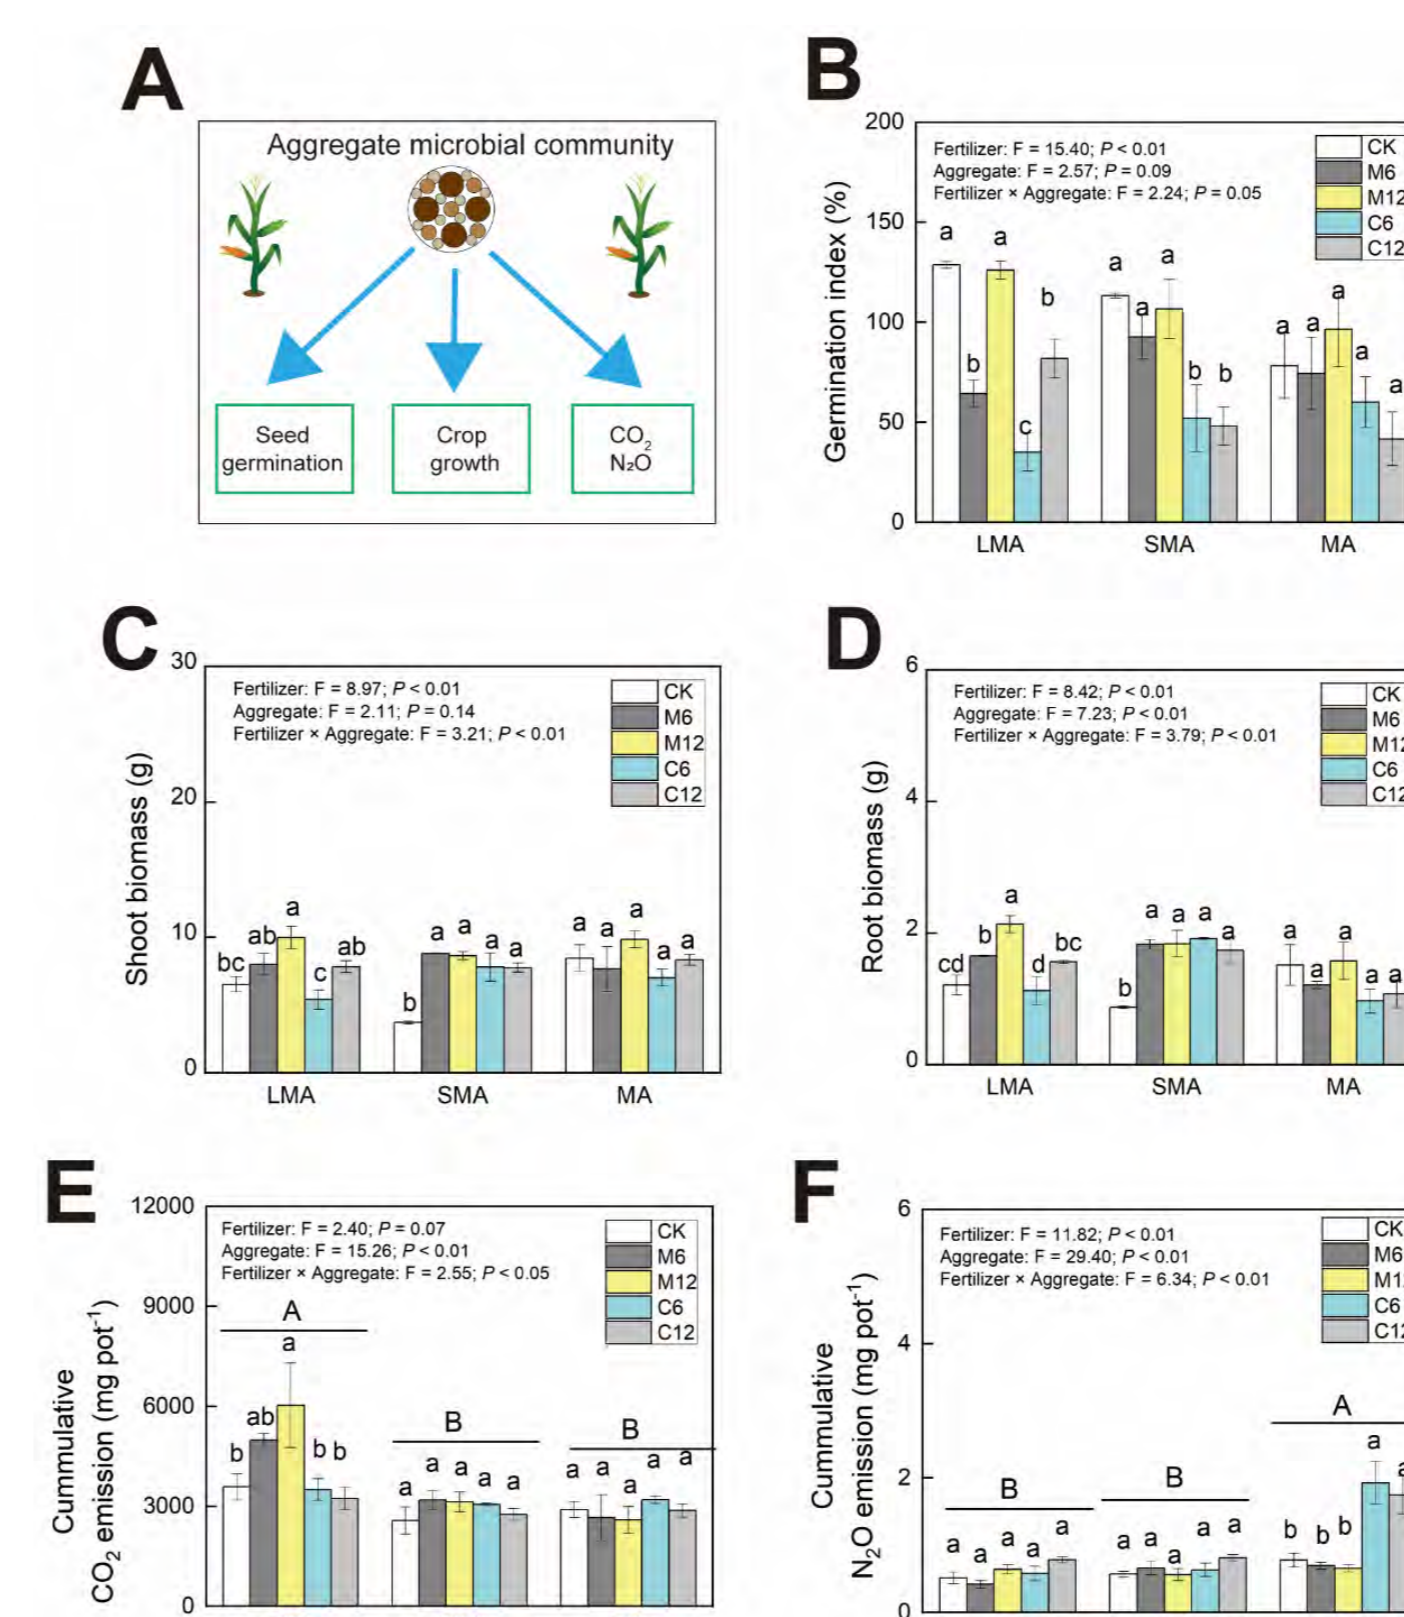 A
Aggregate microbial community
Seed
germination
Crop
growth
CO2
N₂O
B
Germination index (%)
200
150
100
50
0
Fertilizer: F = 15.40; P < 0.01
Aggregate: F = 2.57; P = 0.09
Fertilizer × Aggregate: F = 2.24; P = 0.05
CK
M6
M12
C6
C12
a
b
a
c
b
a
a
a
b
b
a
a
a
a
a
LMA
SMA
MA
C
Shoot biomass (g)
30
20
10
0
Fertilizer: F = 8.97; P < 0.01
Aggregate: F = 2.11; P = 0.14
Fertilizer × Aggregate: F = 3.21; P < 0.01
CK
M6
M12
C6
C12
bc
ab
a
c
ab
b
a
a
a
a
a
a
a
a
a
LMA
SMA
MA
D
Root biomass (g)
6
4
2
0
Fertilizer: F = 8.42; P < 0.01
Aggregate: F = 7.23; P < 0.01
Fertilizer × Aggregate: F = 3.79; P < 0.01
CK
M6
M12
C6
C12
cd
b
a
d
bc
b
a
a
a
a
a
a
a
a
a
LMA
SMA
MA
E
Cummulative
CO2 emission (mg pot-1)
12000
9000
6000
3000
0
Fertilizer: F = 2.40; P = 0.07
Aggregate: F = 15.26; P < 0.01
Fertilizer × Aggregate: F = 2.55; P < 0.05
CK
M6
M12
C6
C12
A
b
ab
a
b
b
B
a
a
a
a
a
B
a
a
a
a
a
F
Cummulative
N2O emission (mg pot-1)
6
4
2
0
Fertilizer: F = 11.82; P < 0.01
Aggregate: F = 29.40; P < 0.01
Fertilizer × Aggregate: F = 6.34; P < 0.01
CK
M6
C6
B
a
a
a
a
a
B
a
a
a
a
a
A
b
b
b
a
a